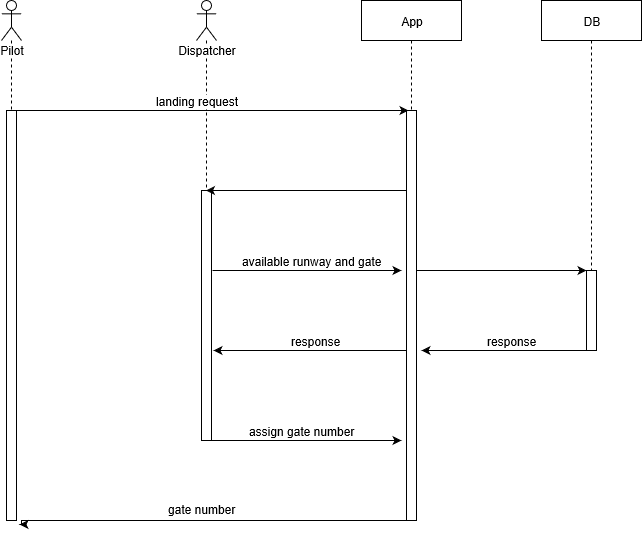 Pilot
Dispatcher
App
DB
landing request
available runway and gate
response
response
assign gate number
gate number